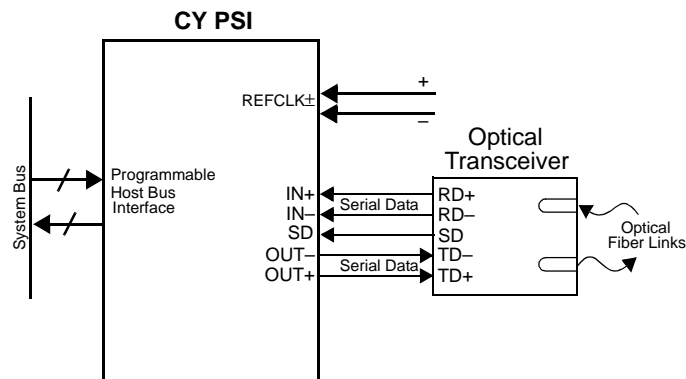 CY PSI
+
REFCLK±
–
Optical
Transceiver
System Bus
Programmable
Host Bus
Interface
IN+
Serial Data
RD+
IN–
RD–
SD
SD
OUT–
Serial Data
TD–
OUT+
TD+
Optical
Fiber Links